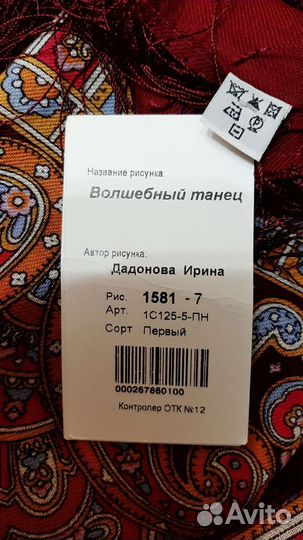 Название рисунка:
Волшебный танец
Автор рисунка:
Дадонова Ирина
Рис. 1581 - 7
Арт. 1С125-5-ПН
Сорт Первый
000267860100
Контролер ОТК №12
P
Avito